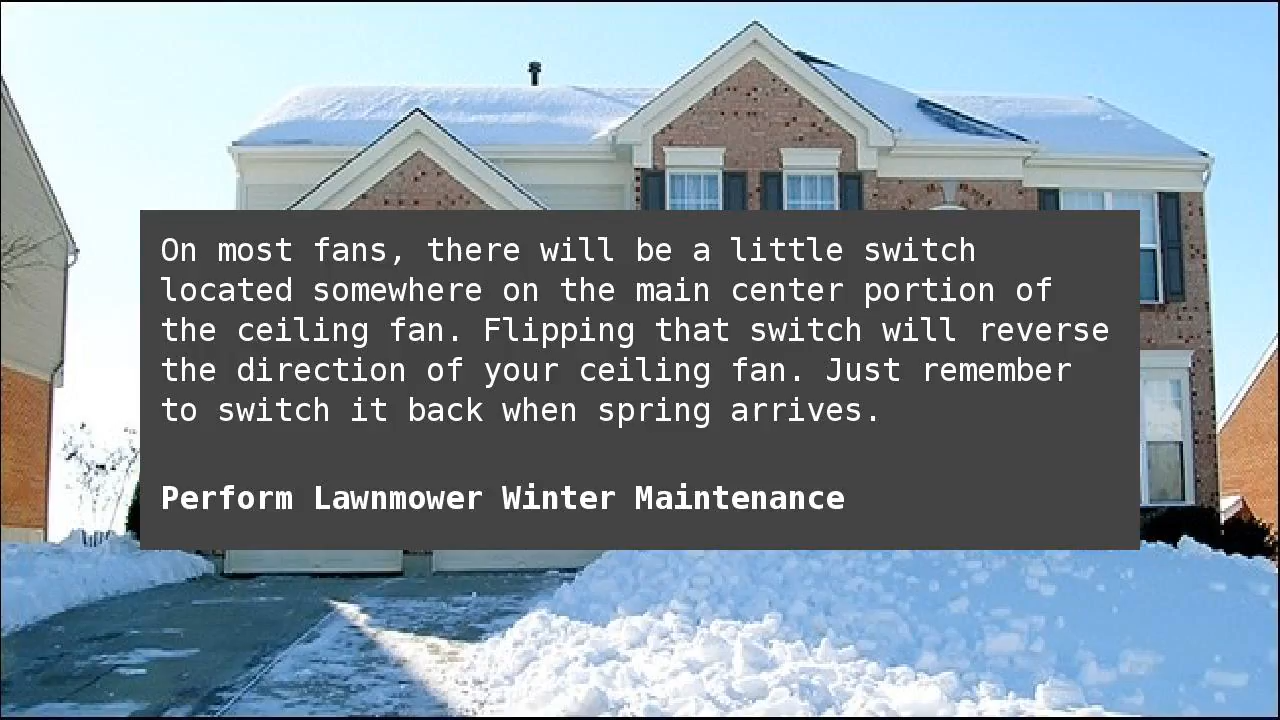 On most fans, there will be a little switch
located somewhere on the main center portion of
the ceiling fan. Flipping that switch will reverse
the direction of your ceiling fan. Just remember
to switch it back when spring arrives.
Perform Lawnmower Winter Maintenance